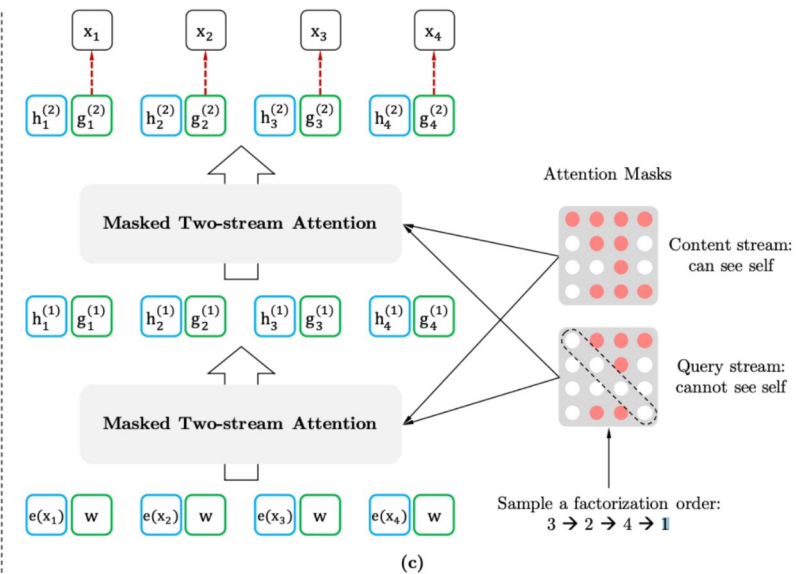 x₁ x₂ x₃ x₄
h₁⁽²⁾ g₁⁽²⁾ h₂⁽²⁾ g₂⁽²⁾ h₃⁽²⁾ g₃⁽²⁾ h₄⁽²⁾ g₄⁽²⁾
Attention Masks
Masked Two-stream Attention
Content stream:
can see self
h₁⁽¹⁾ g₁⁽¹⁾ h₂⁽¹⁾ g₂⁽¹⁾ h₃⁽¹⁾ g₃⁽¹⁾ h₄⁽¹⁾ g₄⁽¹⁾
Query stream:
cannot see self
Masked Two-stream Attention
e(x₁) w e(x₂) w e(x₃) w e(x₄) w
Sample a factorization order:
3 → 2 → 4 → 1
(c)